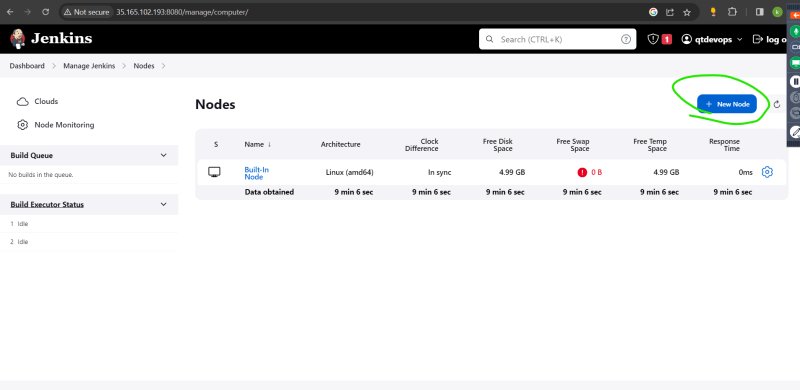 Not secure 35.165.102.193:8080/manage/computer/
Jenkins
Search (CTRL+K)
1
qtdevops
log o
Dashboard > Manage Jenkins > Nodes >
Clouds
Node Monitoring
Build Queue
No builds in the queue.
Build Executor Status
1 Idle
2 Idle
Nodes
+ New Node
S Name ↓ Architecture Clock Difference Free Disk Space Free Swap Space Free Temp Space Response Time
Built-In Node Linux (amd64) In sync 4.99 GB 0 B 4.99 GB 0ms
Data obtained 9 min 6 sec 9 min 6 sec 9 min 6 sec 9 min 6 sec 9 min 6 sec 9 min 6 sec